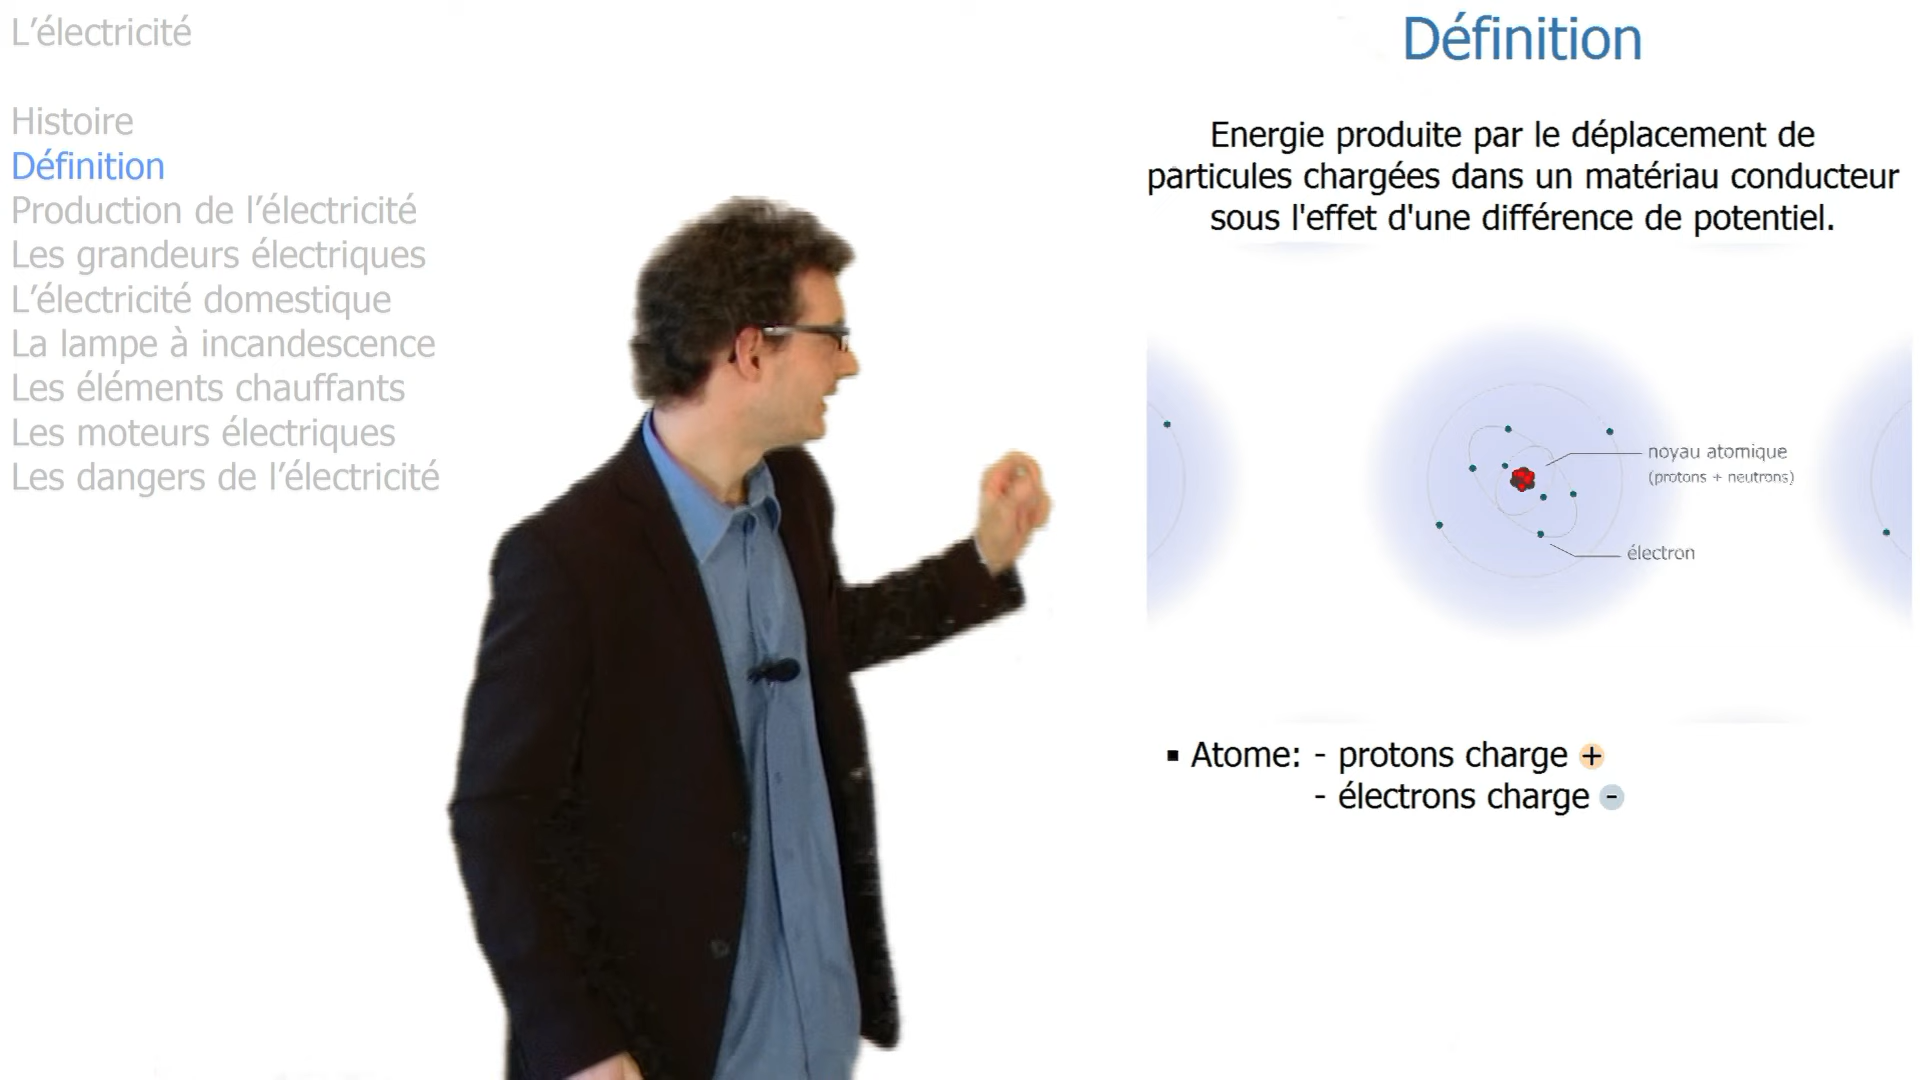 L’électricité
Histoire
Définition
Production de l’électricité
Les grandeurs électriques
L’électricité domestique
La lampe à incandescence
Les éléments chauffants
Les moteurs électriques
Les dangers de l’électricité
Définition
Energie produite par le déplacement de
particules chargées dans un matériau conducteur
sous l'effet d'une différence de potentiel.
noyau atomique
(protons + neutrons)
électron
▪ Atome: - protons charge +
- électrons charge -